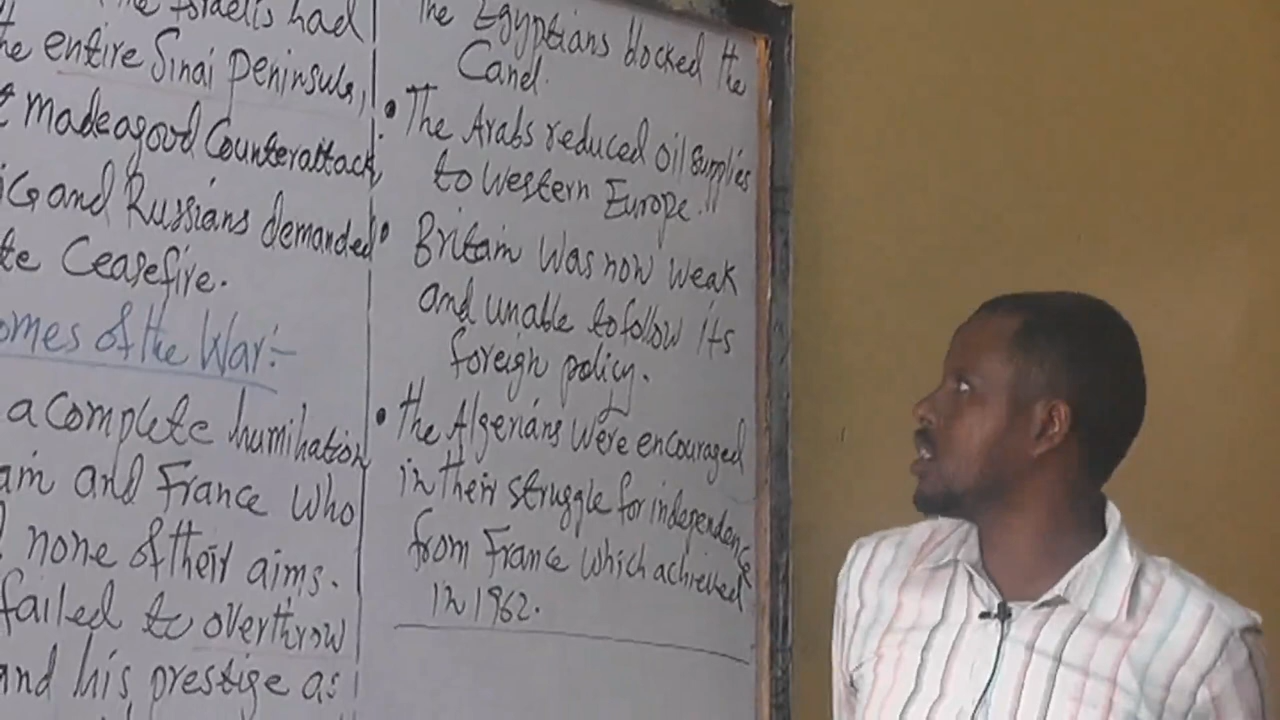 the Israelis had
the entire Sinai Peninsula,
made a good Counterattack,
and Russians demanded
Ceasefire.
omes of the War:-
a complete humiliation
and France who
none of their aims.
failed to overthrow
and his prestige as
the Egyptians blocked the
Canel.
• The Arabs reduced oil Supplies
to Western Europe.
• Britain was now weak
and unable to follow its
foreign policy.
• The Algerians were encouraged
in their struggle for independence
from France which achieved
in 1962.